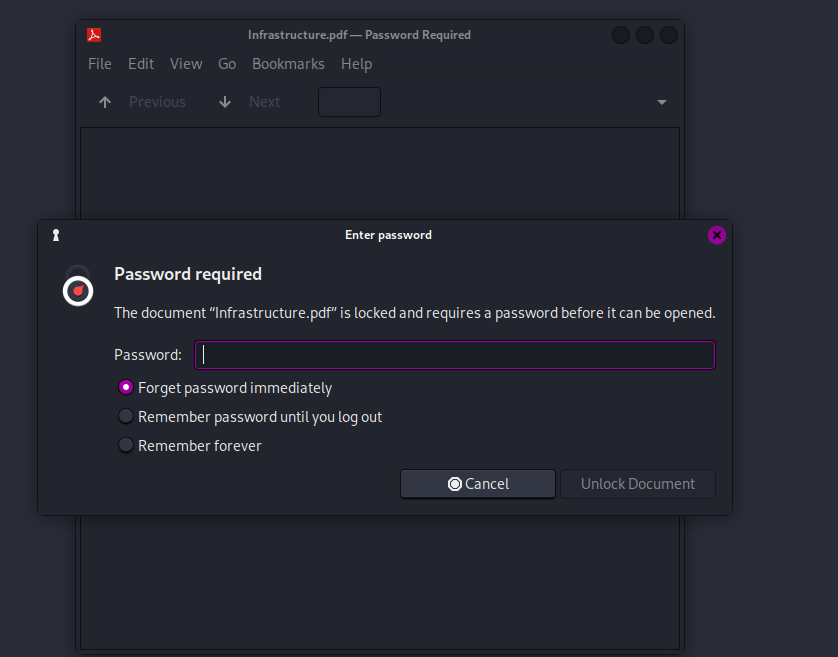 Infrastructure.pdf — Password Required
File Edit View Go Bookmarks Help
Previous Next
Enter password
Password required
The document “Infrastructure.pdf” is locked and requires a password before it can be opened.
Password:
Forget password immediately
Remember password until you log out
Remember forever
Cancel Unlock Document